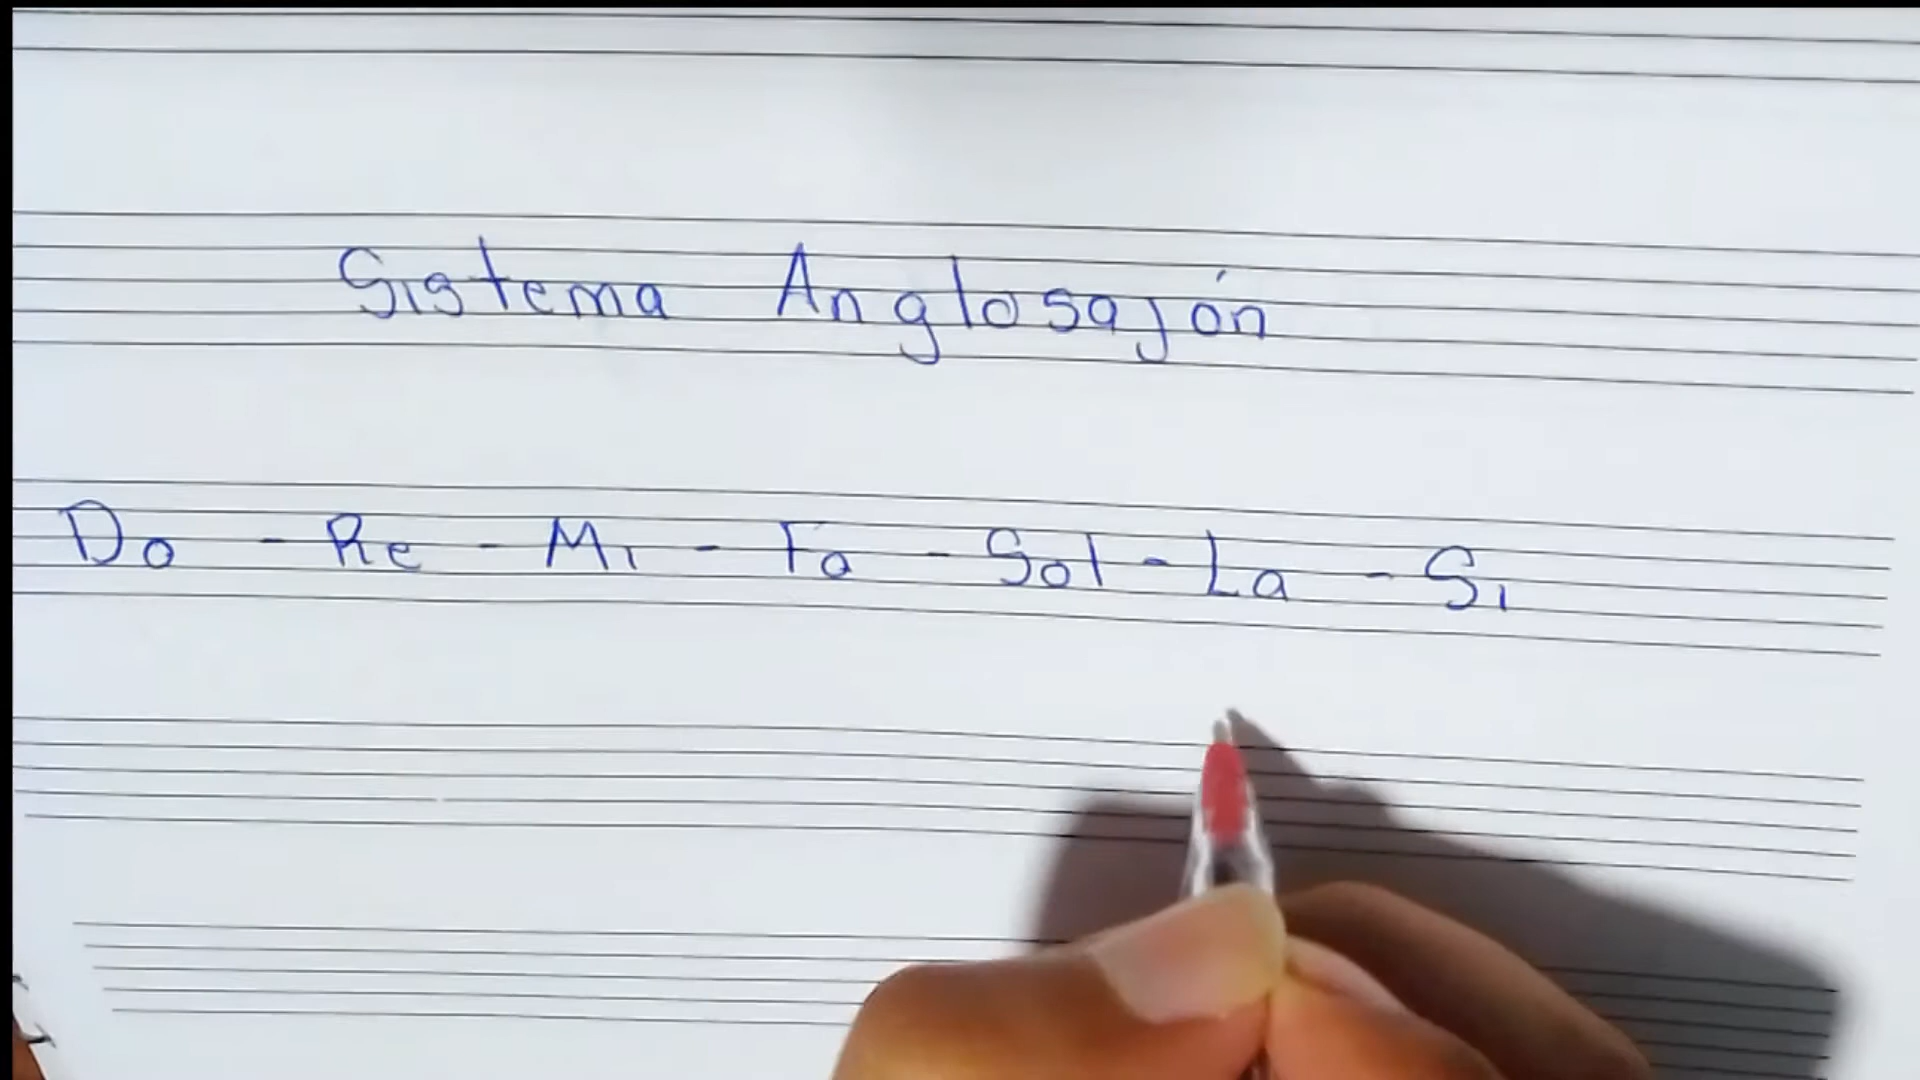 Sistema Anglosajón
Do - Re - Mi - Fa - Sol - La - Si